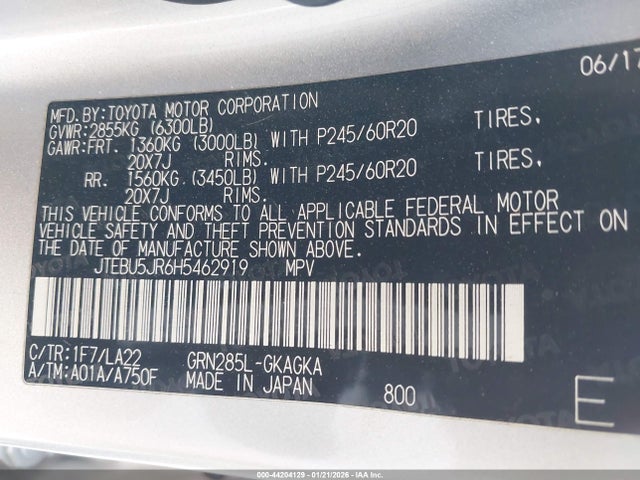 06/17
MFD.BY:TOYOTA MOTOR CORPORATION
GVWR:2855KG (6300LB)
GAWR:FRT. 1360KG (3000LB) WITH P245/60R20 TIRES,
20X7J RIMS.
RR. 1560KG (3450LB) WITH P245/60R20 TIRES,
20X7J RIMS.
THIS VEHICLE CONFORMS TO ALL APPLICABLE FEDERAL MOTOR
VEHICLE SAFETY AND THEFT PREVENTION STANDARDS IN EFFECT ON
THE DATE OF MANUFACTURE SHOWN ABOVE.
JTEBU5JR6H5462919 MPV
C/TR:1F7/LA22 GRN285L-GKAGKA
A/TM:A01A/A750F MADE IN JAPAN 800 E
000-44204129 - 01/21/2026 - IAA